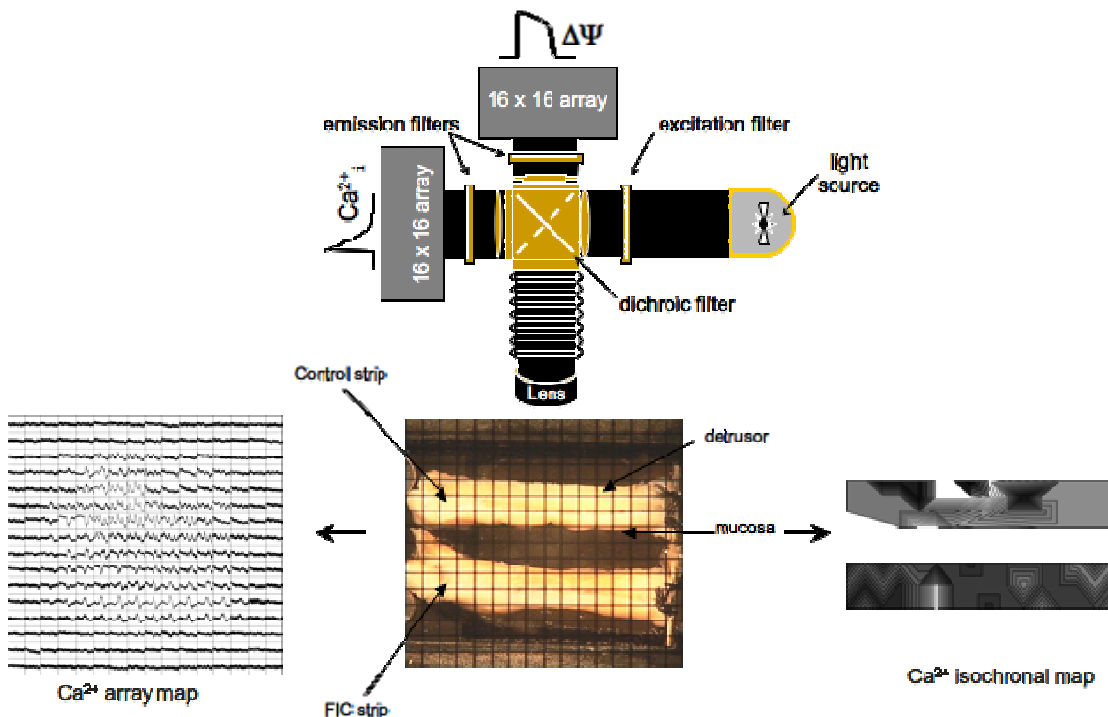 ΔΨ
16 x 16 array
emission filters
excitation filter
light
source
Ca²⁺ᵢ
16 x 16 array
dichroic filter
Lens
Control strip
detrusor
mucosa
Ca²⁺ array map
FIC strip
Ca²⁺ isochronal map